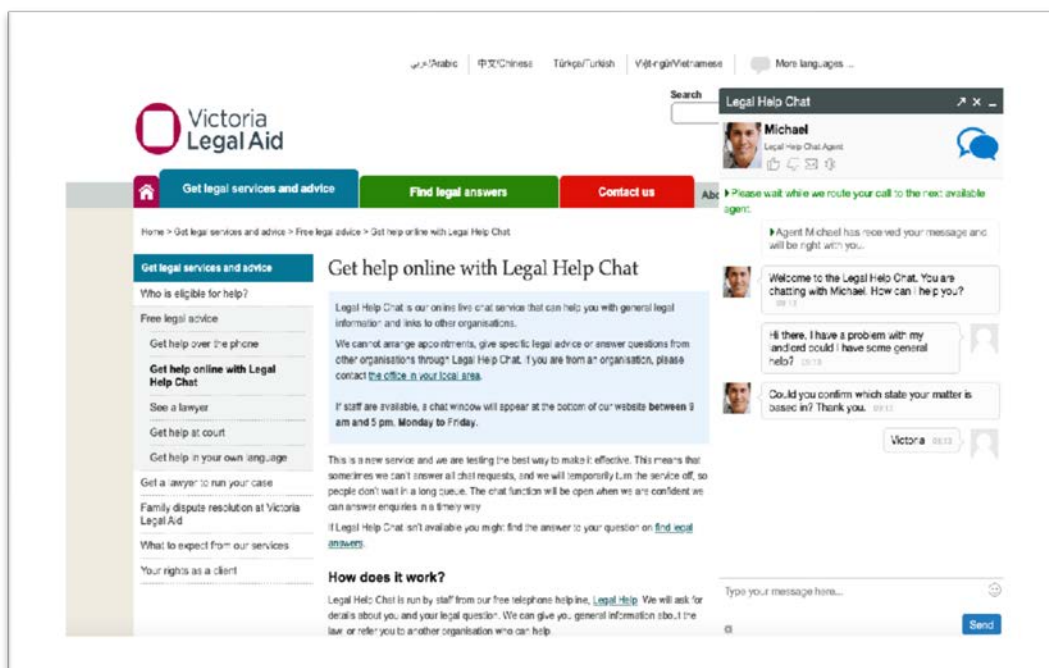 عربي/Arabic
中文/Chinese
Türkçe/Turkish
Việt-ngữ/Vietnamese
More languages ...
Search
Victoria
Legal Aid
Get legal services and advice
Find legal answers
Contact us
Abo
Home > Get legal services and advice > Free legal advice > Get help online with Legal Help Chat
Get legal services and advice
Who is eligible for help?
Free legal advice
Get help over the phone
Get help online with Legal
Help Chat
See a lawyer
Get help at court
Get help in your own language
Get a lawyer to run your case
Family dispute resolution at Victoria
Legal Aid
What to expect from our services
Your rights as a client
Get help online with Legal Help Chat
Legal Help Chat is our online live chat service that can help you with general legal
information and links to other organisations.
We cannot arrange appointments, give specific legal advice or answer questions from
other organisations through Legal Help Chat. If you are from an organisation, please
contact the office in your local area.
If staff are available, a chat window will appear at the bottom of our website between 9
am and 5 pm, Monday to Friday.
This is a new service and we are testing the best way to make it effective. This means that
sometimes we can't answer all chat requests, and we will temporarily turn the service off, so
people don't wait in a long queue. The chat function will be open when we are confident we
can answer enquiries in a timely way
If Legal Help Chat isn't available you might find the answer to your question on find legal
answers.
How does it work?
Legal Help Chat is run by staff from our free telephone helpline, Legal Help. We will ask for
details about you and your legal question. We can give you general information about the
law, or refer you to another organisation who can help
Legal Help Chat
Michael
Legal Help Chat Agent
Please wait while we route your call to the next available
agent.
Agent Michael has received your message and
will be right with you.
Welcome to the Legal Help Chat. You are
chatting with Michael. How can I help you?
09:13
Hi there, I have a problem with my
landlord could I have some general
help? 09:13
Could you confirm which state your matter is
based in? Thank you. 09:13
Victoria 09:13
Type your message here...
Send